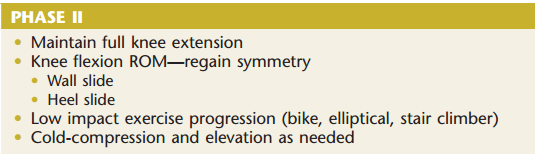 PHASE II
• Maintain full knee extension
• Knee flexion ROM—regain symmetry
• Wall slide
• Heel slide
• Low impact exercise progression (bike, elliptical, stair climber)
• Cold-compression and elevation as needed